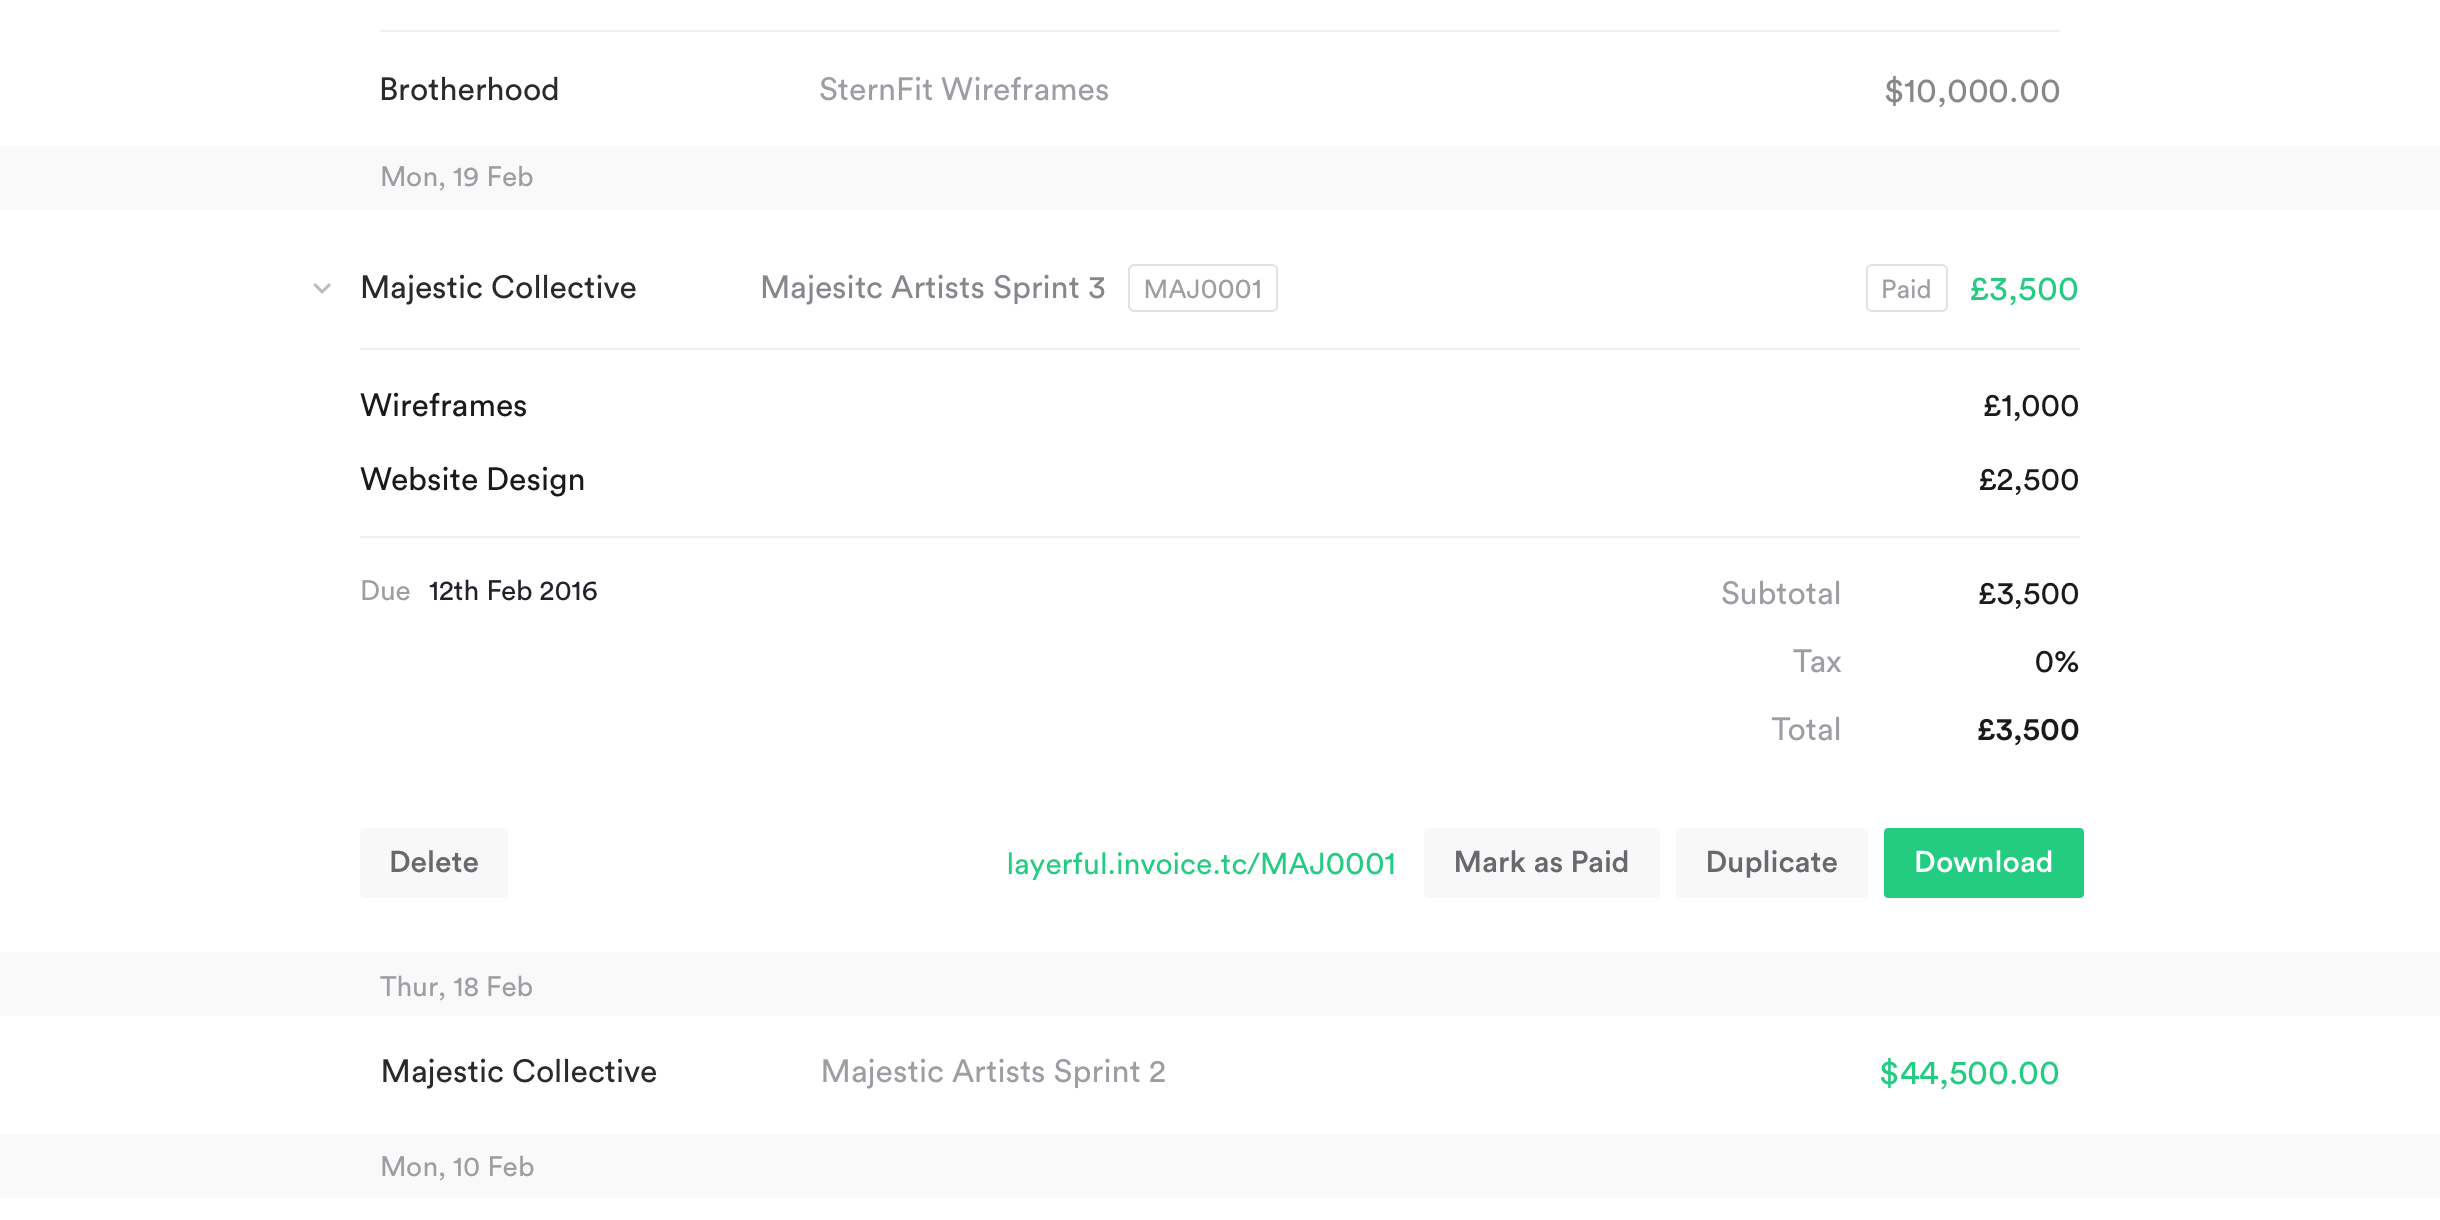 Brotherhood SternFit Wireframes $10,000.00
Mon, 19 Feb
Majestic Collective Majesitc Artists Sprint 3 MAJ0001 Paid £3,500
Wireframes £1,000
Website Design £2,500
Due 12th Feb 2016 Subtotal £3,500
Tax 0%
Total £3,500
Delete layerful.invoice.tc/MAJ0001 Mark as Paid Duplicate Download
Thur, 18 Feb
Majestic Collective Majestic Artists Sprint 2 $44,500.00
Mon, 10 Feb